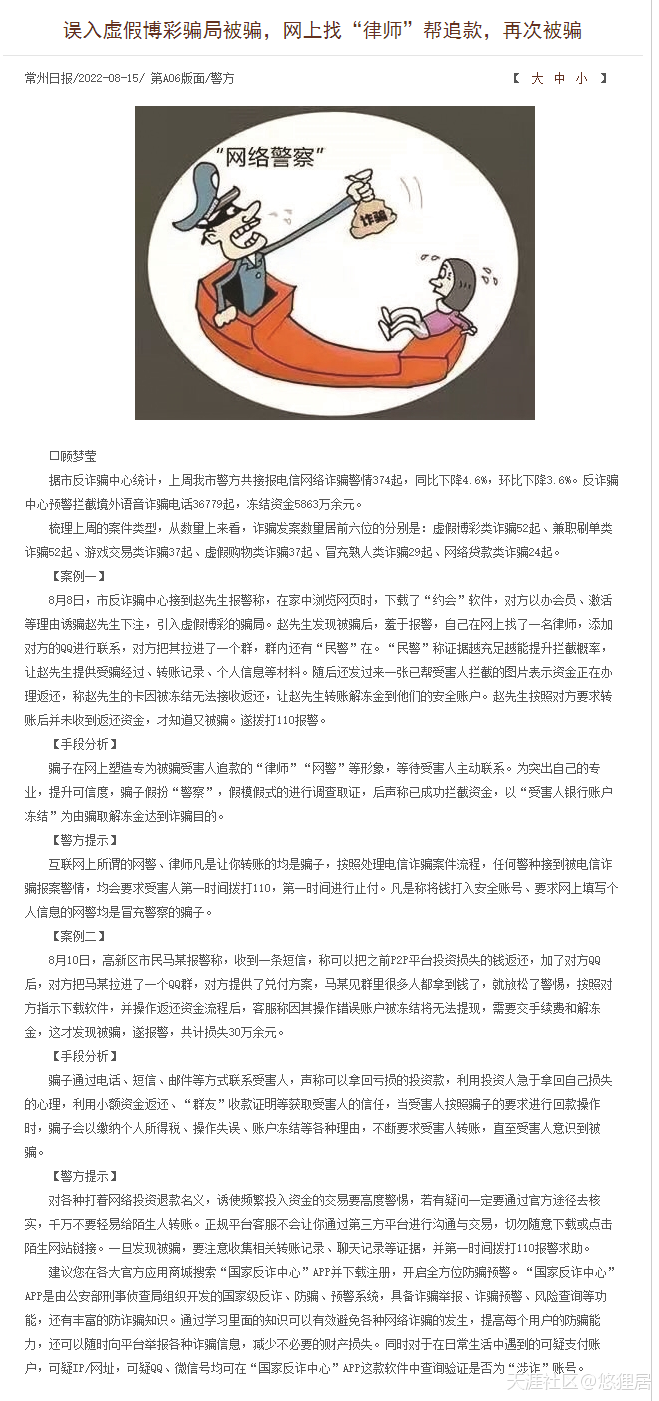 误入虚假博彩骗局被骗，网上找“律师”帮追款，再次被骗
常州日报/2022-08-15/ 第A06版面/警方
【 大 中 小 】
“网络警察”
诈骗
□顾梦莹
据市反诈骗中心统计，上周我市警方共接报电信网络诈骗警情374起，同比下降4.6%，环比下降3.6%。反诈骗
中心预警拦截境外语音诈骗电话36779起，冻结资金5863万余元。
梳理上周的案件类型，从数量上来看，诈骗发案数量居前六位的分别是：虚假博彩类诈骗52起、兼职刷单类
诈骗52起、游戏交易类诈骗37起、虚假购物类诈骗37起、冒充熟人类诈骗29起、网络贷款类诈骗24起。
【案例一】
8月8日，市反诈骗中心接到赵先生报警称，在家中浏览网页时，下载了“约会”软件，对方以办会员、激活
等理由诱骗赵先生下注，引入虚假博彩的骗局。赵先生发现被骗后，羞于报警，自己在网上找了一名律师，添加
对方的QQ进行联系，对方把其拉进了一个群，群内还有“民警”在。“民警”称证据越充足越能提升拦截概率，
让赵先生提供受骗经过、转账记录、个人信息等材料。随后还发过来一张已帮受害人拦截的图片表示资金正在办
理返还，称赵先生的卡因被冻结无法接收返还，让赵先生转账解冻金到他们的安全账户。赵先生按照对方要求转
账后并未收到返还资金，才知道又被骗。遂拨打110报警。
【手段分析】
骗子在网上塑造专为被骗受害人追款的“律师”“网警”等形象，等待受害人主动联系。为突出自己的专
业，提升可信度，骗子假扮“警察”，假模假式的进行调查取证，后声称已成功拦截资金，以“受害人银行账户
冻结”为由骗取解冻金达到诈骗目的。
【警方提示】
互联网上所谓的网警、律师凡是让你转账的均是骗子，按照处理电信诈骗案件流程，任何警种接到被电信诈
骗报案警情，均会要求受害人第一时间拨打110，第一时间进行止付。凡是称将钱打入安全账号、要求网上填写个
人信息的网警均是冒充警察的骗子。
【案例二】
8月10日，高新区市民马某报警称，收到一条短信，称可以把之前P2P平台投资损失的钱返还，加了对方QQ
后，对方把马某拉进了一个QQ群，对方提供了兑付方案，马某见群里很多人都拿到钱了，就放松了警惕，按照对
方指示下载软件，并操作返还资金流程后，客服称因其操作错误账户被冻结将无法提现，需要交手续费和解冻
金，这才发现被骗，遂报警，共计损失30万余元。
【手段分析】
骗子通过电话、短信、邮件等方式联系受害人，声称可以拿回亏损的投资款，利用投资人急于拿回自己损失
的心理，利用小额资金返还、“群友”收款证明等获取受害人的信任，当受害人按照骗子的要求进行回款操作
时，骗子会以缴纳个人所得税、操作失误、账户冻结等各种理由，不断要求受害人转账，直至受害人意识到被
骗。
【警方提示】
对各种打着网络投资退款名义，诱使频繁投入资金的交易要高度警惕，若有疑问一定要通过官方途径去核
实，千万不要轻易给陌生人转账。正规平台客服不会让你通过第三方平台进行沟通与交易，切勿随意下载或点击
陌生网站链接。一旦发现被骗，要注意收集相关转账记录、聊天记录等证据，并第一时间拨打110报警求助。
建议您在各大官方应用商城搜索“国家反诈中心”APP并下载注册，开启全方位防骗预警。“国家反诈中心”
APP是由公安部刑事侦查局组织开发的国家级反诈、防骗、预警系统，具备诈骗举报、诈骗预警、风险查询等功
能，还有丰富的防诈骗知识。通过学习里面的知识可以有效避免各种网络诈骗的发生，提高每个用户的防骗能
力，还可以随时向平台举报各种诈骗信息，减少不必要的财产损失。同时对于在日常生活中遇到的可疑支付账
户，可疑IP/网址，可疑QQ、微信号均可在“国家反诈中心”APP这款软件中查询验证是否为“涉诈”账号。
天涯社区@悠狸居